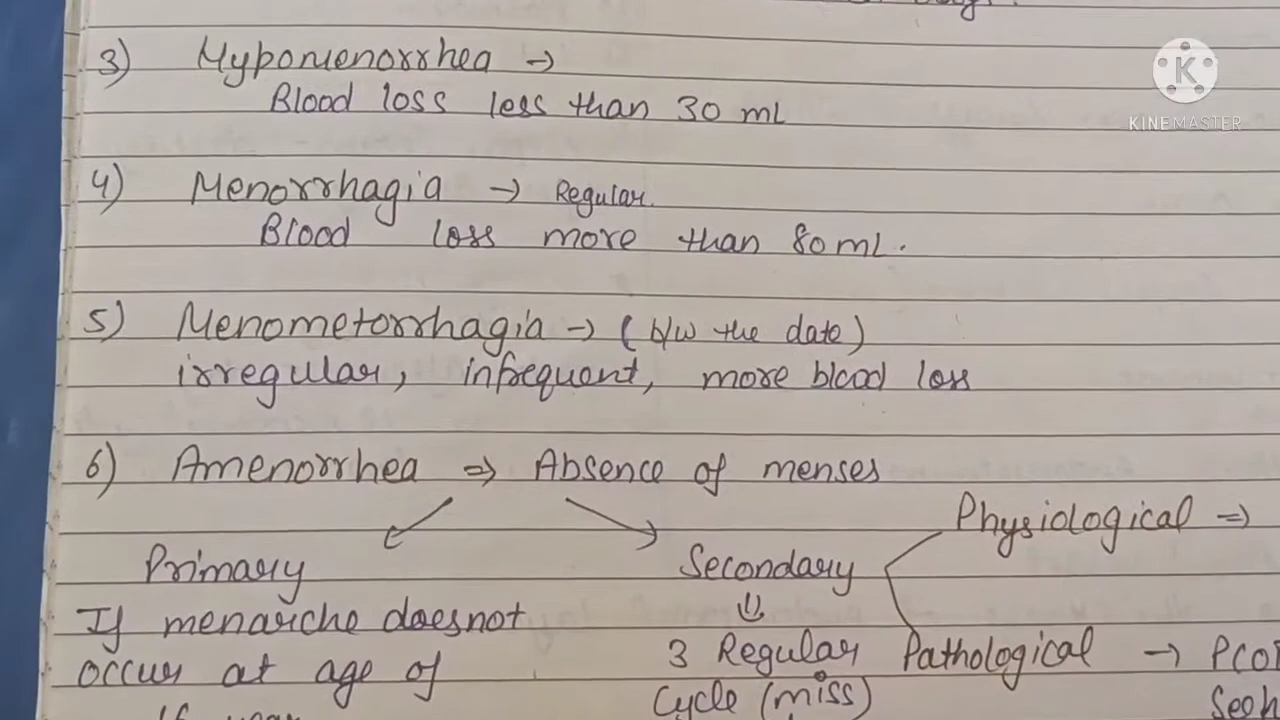 3) Hypomenorrhea →
Blood loss less than 30 mL
4) Menorrhagia → Regular.
Blood loss more than 80 mL.
5) Menometorrhagia → (b/w the date)
irregular, infrequent, more blood loss
6) Amenorrhea ⇒ Absence of menses
Physiological ⇒
Primary
Secondary
If menarche doesnot
occur at age of
3 Regular
Cycle (miss)
Pathological →
KINEMASTER